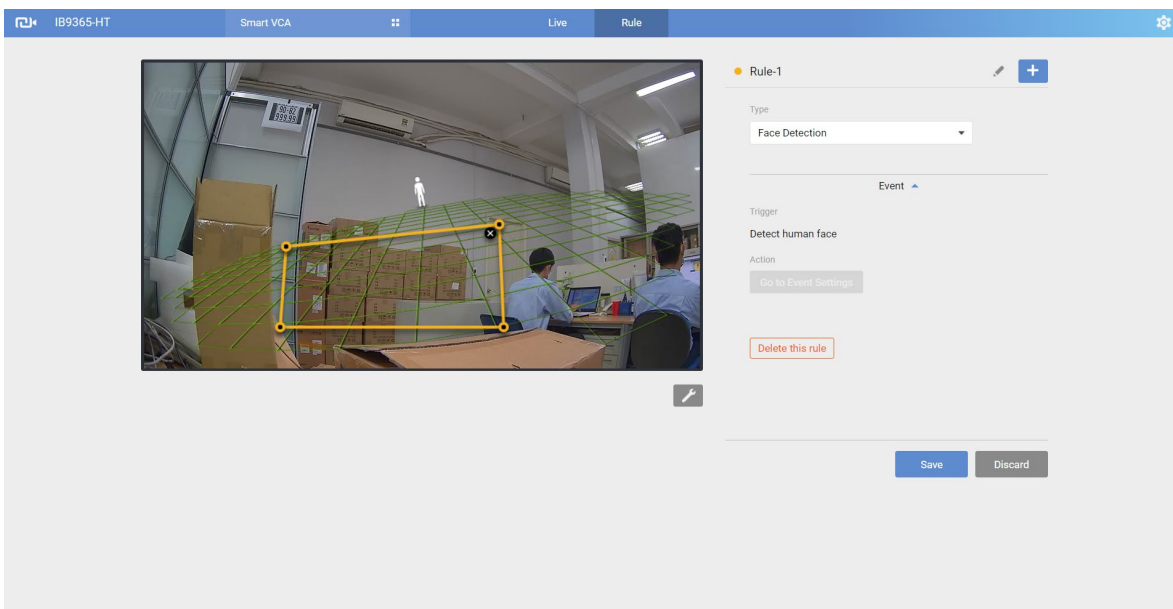 IB9365-HT
Smart VCA
Live
Rule
Rule-1
Type
Face Detection
Event
Trigger
Detect human face
Action
Go to Event Settings
Delete this rule
Save
Discard